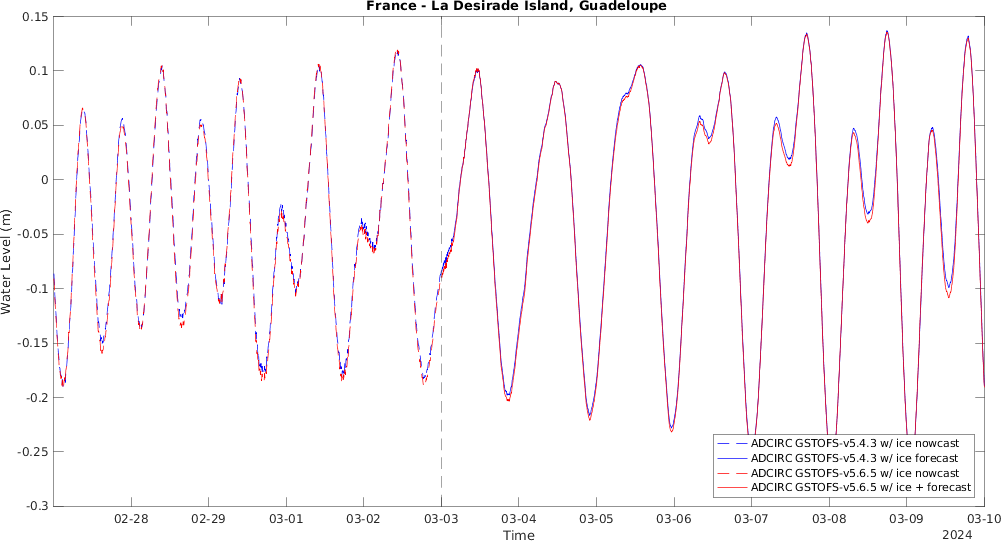 France - La Desirade Island, Guadeloupe
0.15
0.1
0.05
0
-0.05
-0.1
-0.15
-0.2
-0.25
-0.3
Water Level (m)
ADCIRC GSTOFS-v5.4.3 w/ ice nowcast
ADCIRC GSTOFS-v5.4.3 w/ ice forecast
ADCIRC GSTOFS-v5.6.5 w/ ice nowcast
ADCIRC GSTOFS-v5.6.5 w/ ice + forecast
02-28 02-29 03-01 03-02 03-03 03-04 03-05 03-06 03-07 03-08 03-09 03-10
Time
2024